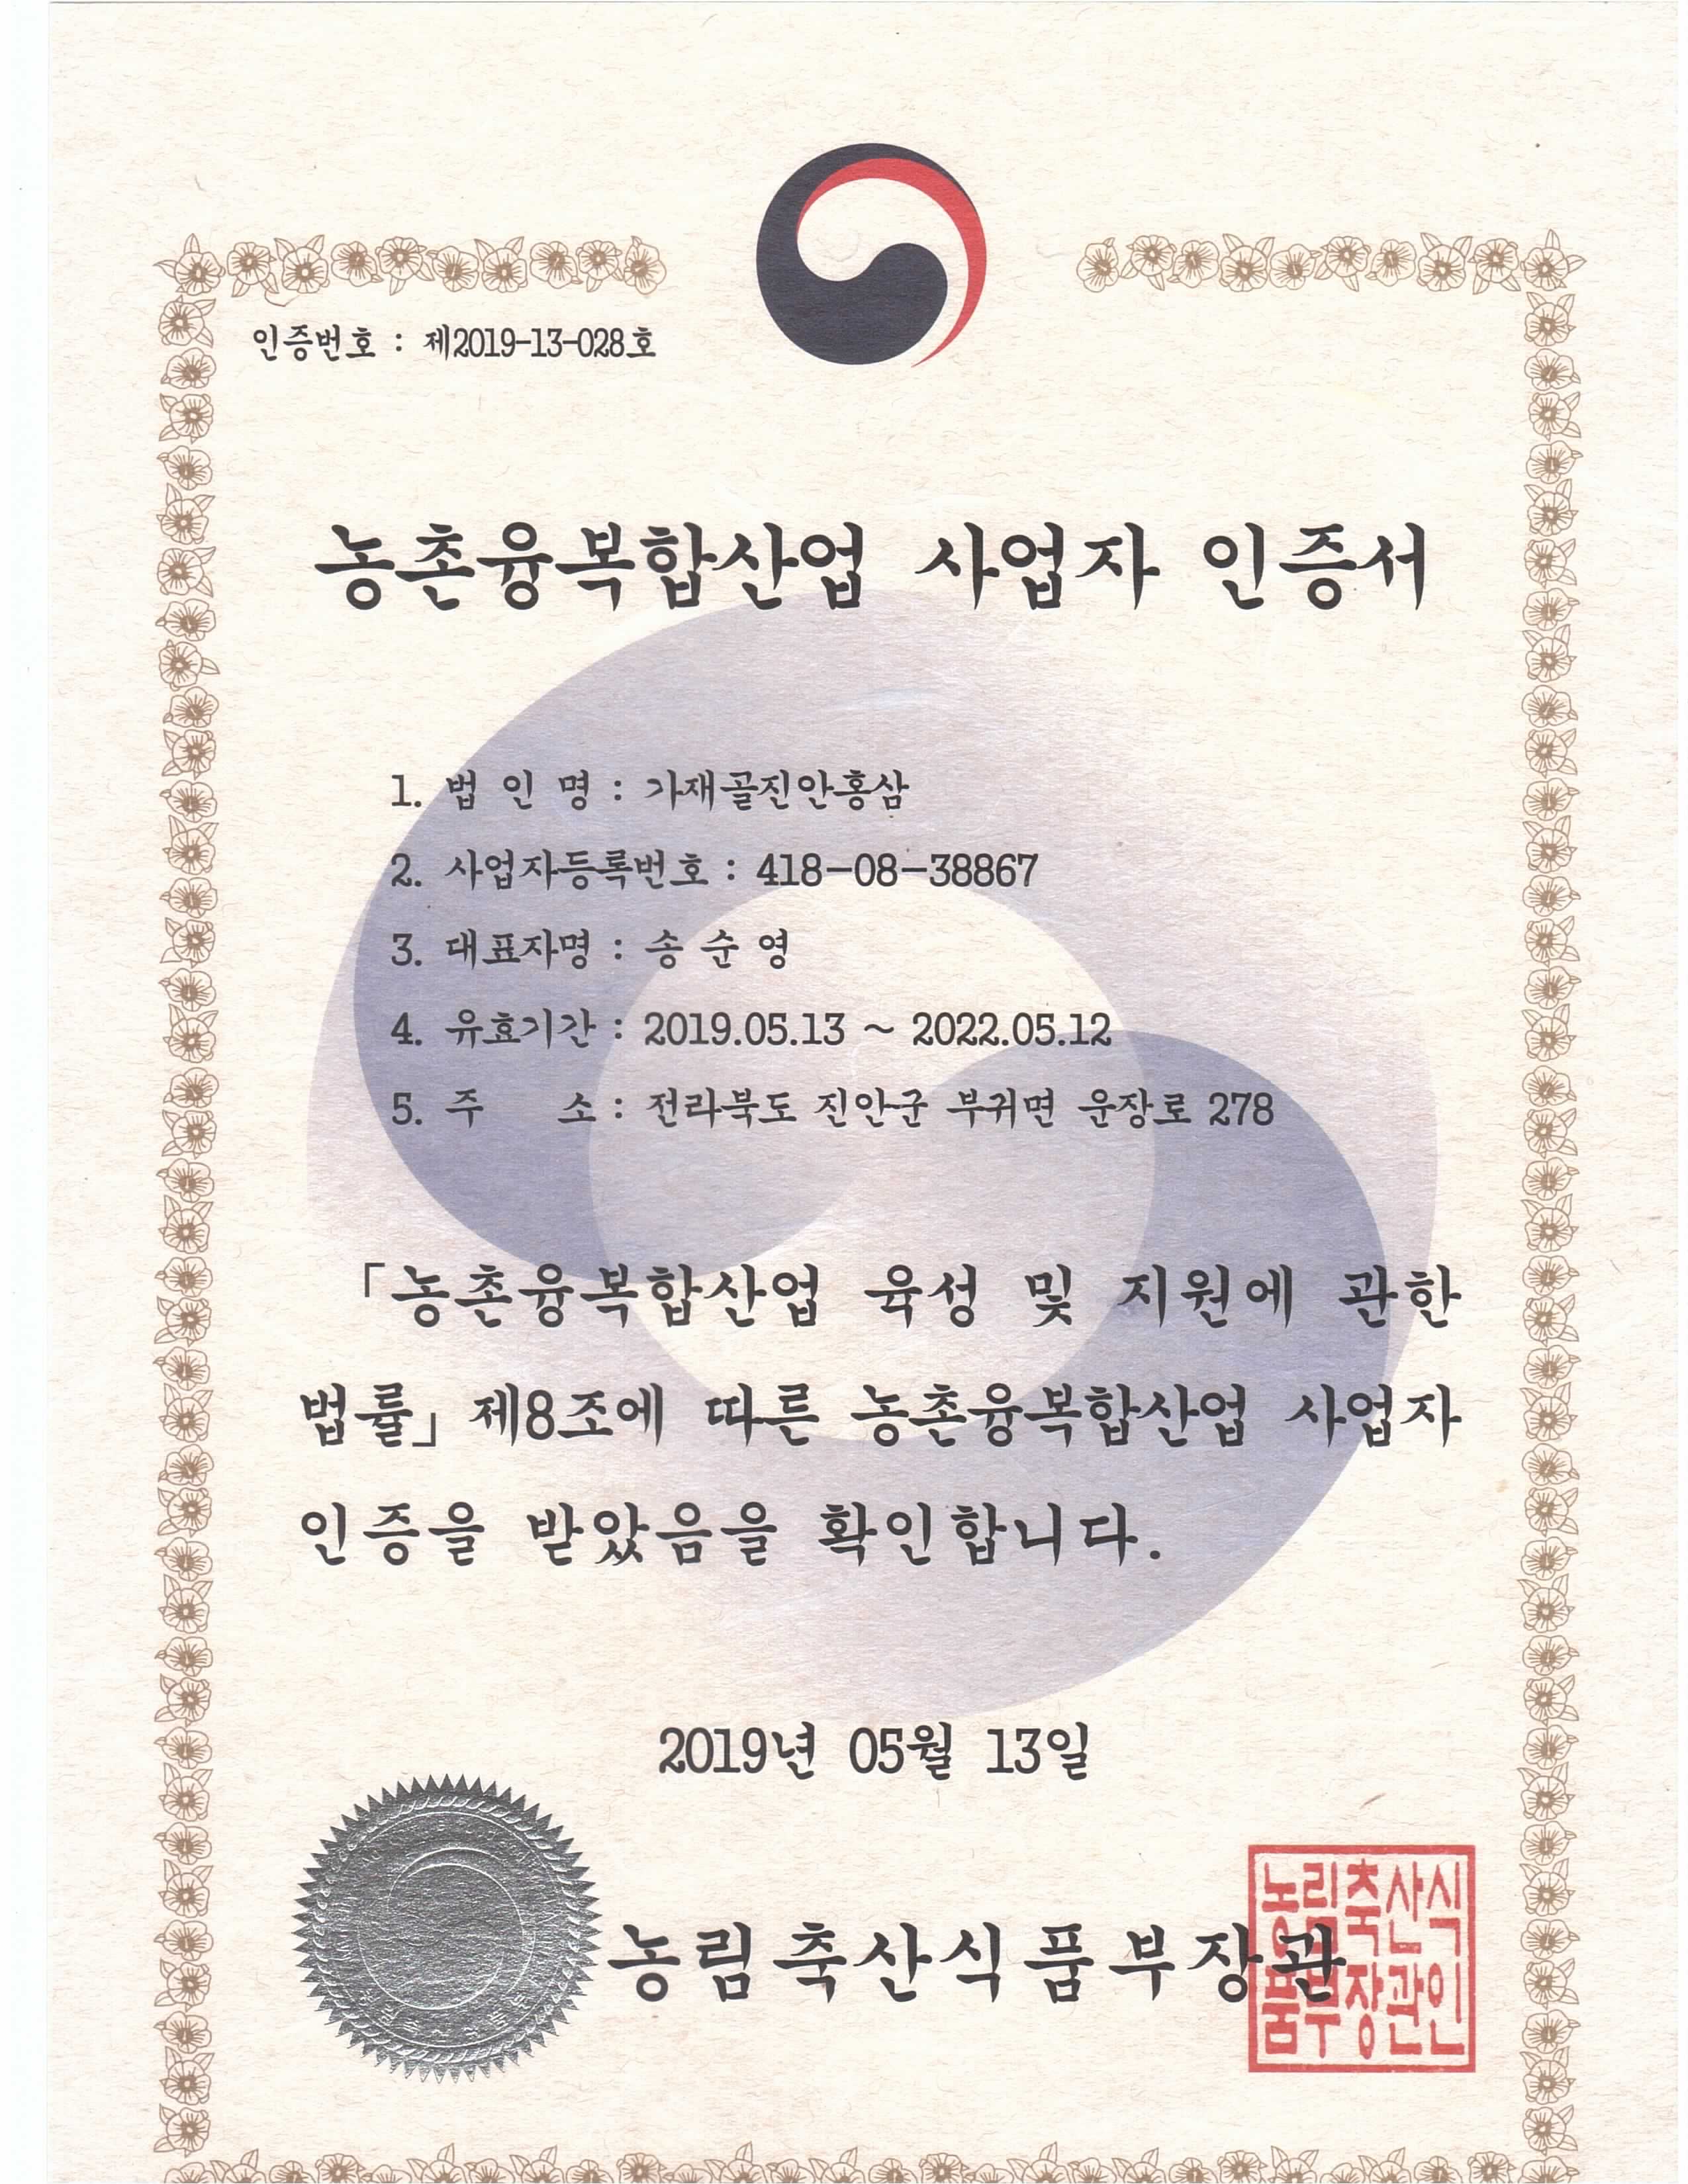 인증번호 : 제2019-13-028호
농촌융복합산업 사업자 인증서
1. 법 인 명 : 가재골진안홍삼
2. 사업자등록번호 : 418-08-38867
3. 대표자명 : 송 순 영
4. 유효기간 : 2019.05.13 ~ 2022.05.12
5. 주 소 : 전라북도 진안군 부귀면 운장로 278
「농촌융복합산업 육성 및 지원에 관한
법률」 제8조에 따른 농촌융복합산업 사업자
인증을 받았음을 확인합니다.
2019년 05월 13일
농림축산식품부장관
농림축산식
품부장관인